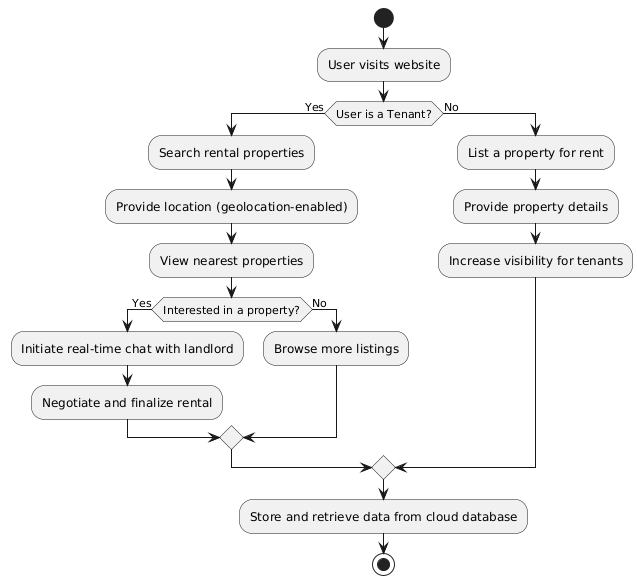 User visits website
Yes
User is a Tenant?
No
Search rental properties
List a property for rent
Provide location (geolocation-enabled)
Provide property details
View nearest properties
Increase visibility for tenants
Yes
Interested in a property?
No
Initiate real-time chat with landlord
Browse more listings
Negotiate and finalize rental
Store and retrieve data from cloud database